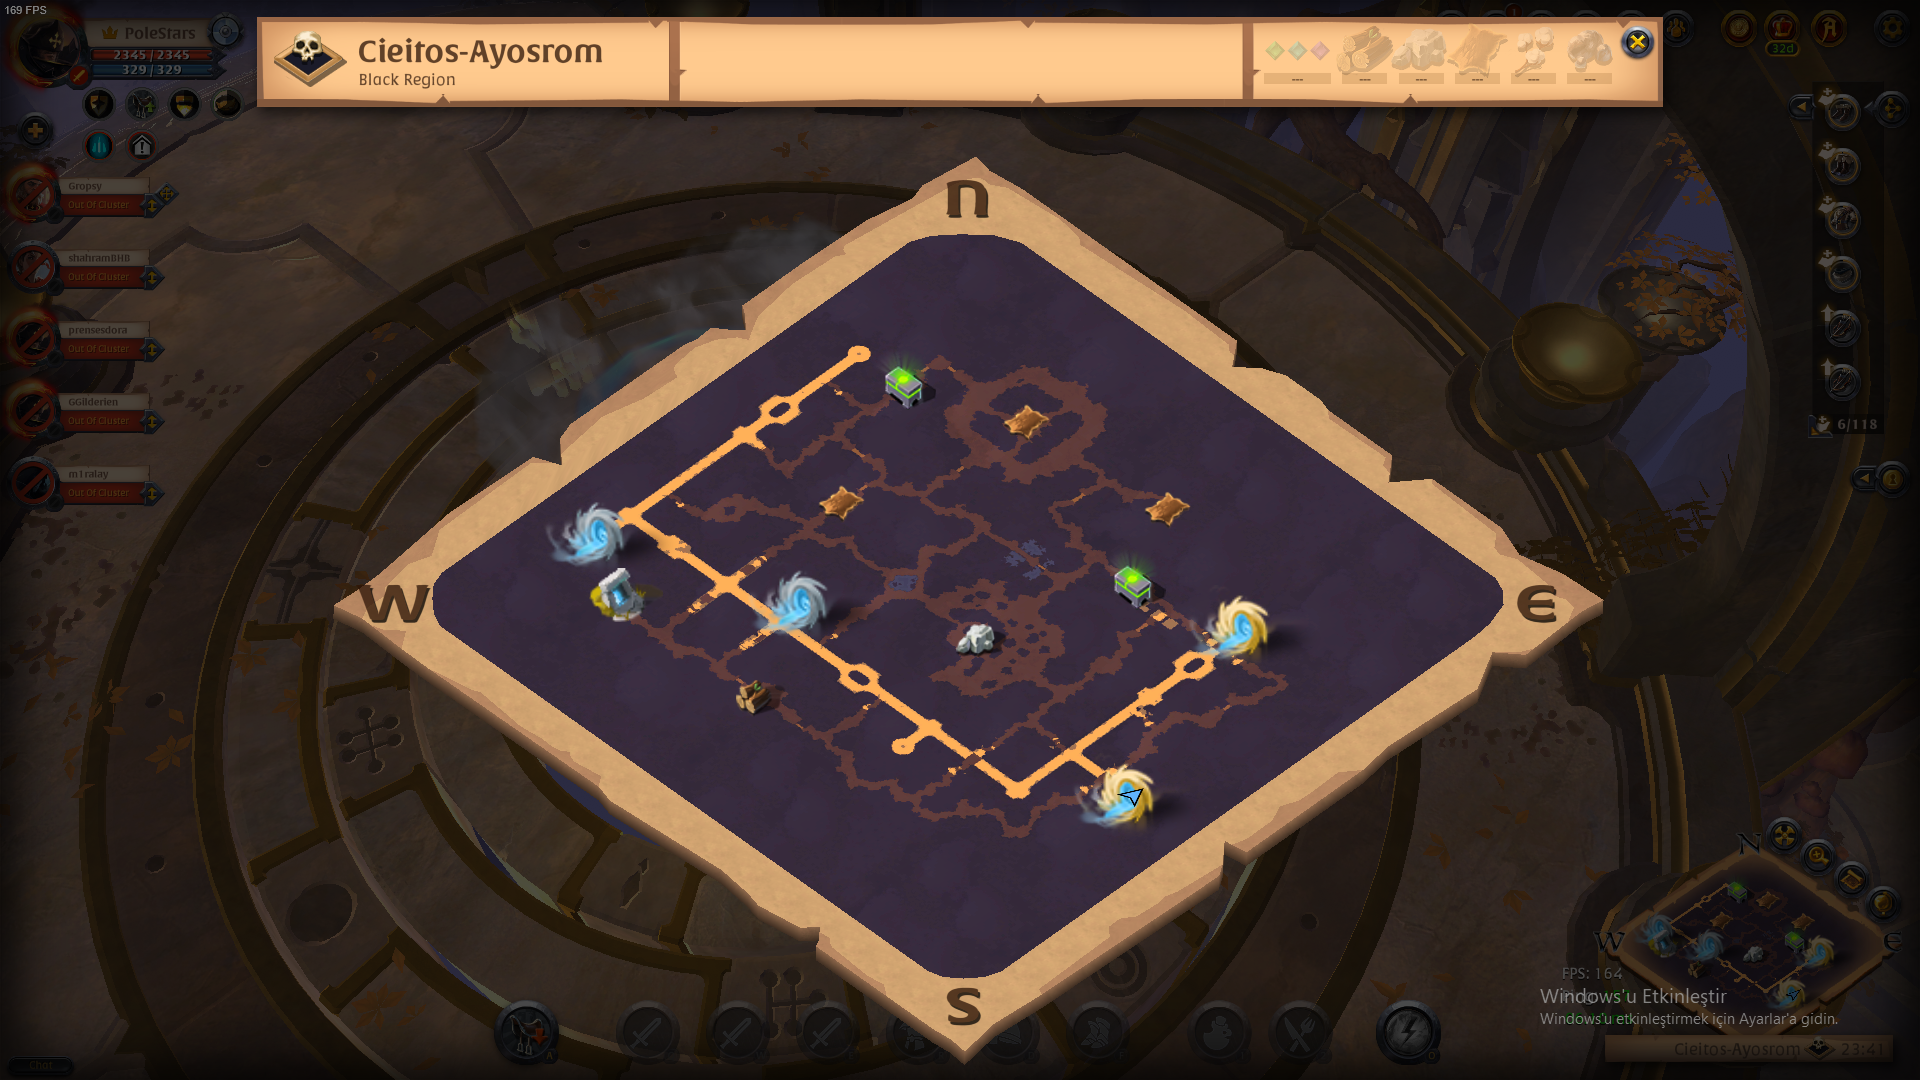 169 FPS
PoleStars
2345 / 2345
329 / 329
Cieitos-Ayosrom
Black Region
---
---
---
---
---
---
32d
Gropsy
Out Of Cluster
shahramBHB
Out Of Cluster
prensesdora
Out Of Cluster
GGilderien
Out Of Cluster
m1ralay
Out Of Cluster
6/118
N
W
E
S
N
W
E
FPS: 164
Windows'u Etkinleştir
Windows'u etkinleştirmek için Ayarlar'a gidin.
Cieitos-Ayosrom
23:41
Chat
A
D